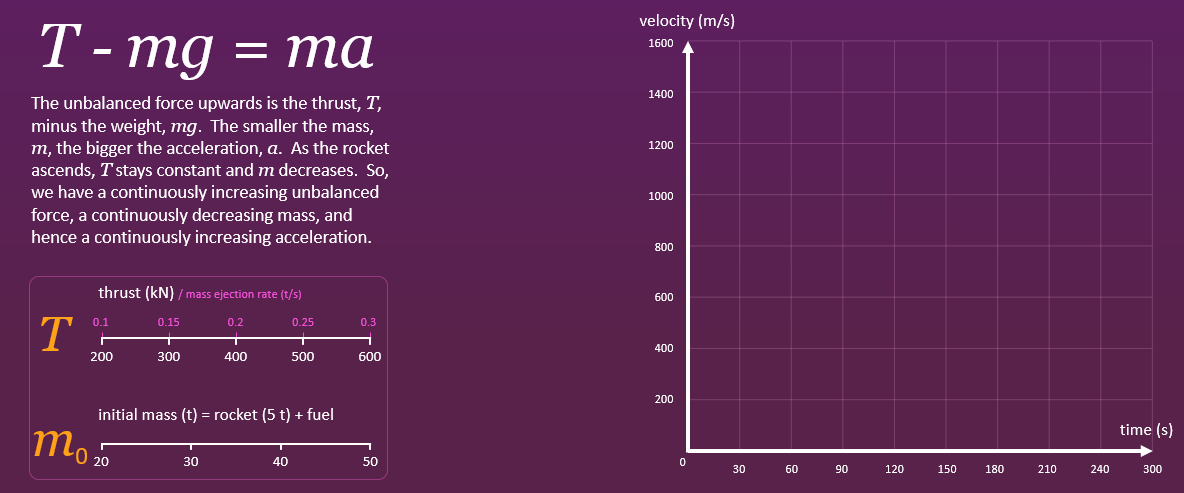 T - mg = ma
The unbalanced force upwards is the thrust, T,
minus the weight, mg. The smaller the mass,
m, the bigger the acceleration, a. As the rocket
ascends, T stays constant and m decreases. So,
we have a continuously increasing unbalanced
force, a continuously decreasing mass, and
hence a continuously increasing acceleration.
thrust (kN) / mass ejection rate (t/s)
T
0.1 0.15 0.2 0.25 0.3
200 300 400 500 600
initial mass (t) = rocket (5 t) + fuel
m₀
20 30 40 50
velocity (m/s)
1600
1400
1200
1000
800
600
400
200
time (s)
0 30 60 90 120 150 180 210 240 300